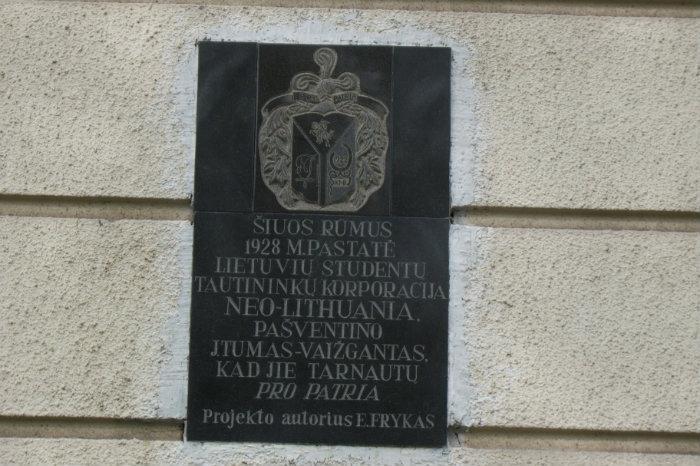 ŠIUOS RŪMUS
1928 M.PASTATĖ
LIETUVIŲ STUDENTŲ
TAUTININKŲ KORPORACIJA
NEO-LITHUANIA,
PAŠVENTINO
J.TUMAS-VAIŽGANTAS,
KAD JIE TARNAUTŲ
PRO PATRIA
Projekto autorius E.FRYKAS